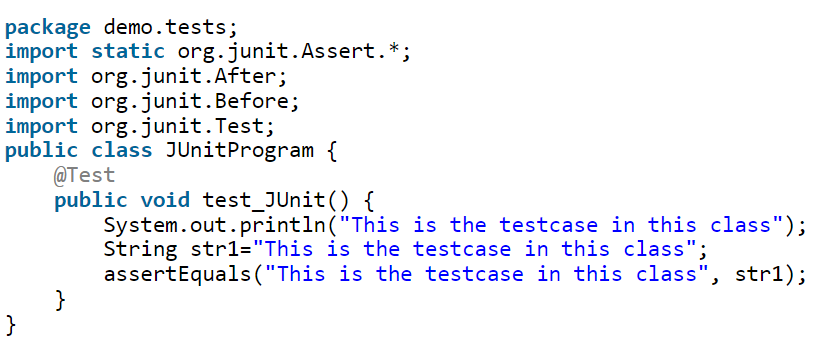 package demo.tests;
import static org.junit.Assert.*;
import org.junit.After;
import org.junit.Before;
import org.junit.Test;
public class JUnitProgram {
    @Test
    public void test_JUnit() {
        System.out.println("This is the testcase in this class");
        String str1="This is the testcase in this class";
        assertEquals("This is the testcase in this class", str1);
    }
}